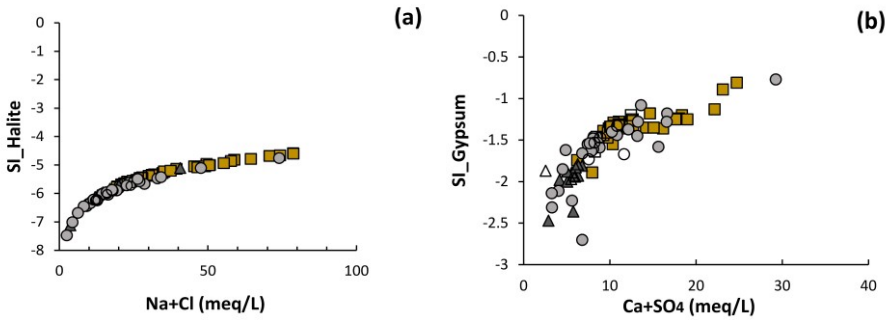 (a)
0
-1
-2
-3
-4
-5
-6
-7
-8
SI_Halite
0 50 100
Na+Cl (meq/L)
(b)
0
-0.5
-1
-1.5
-2
-2.5
-3
SI_Gypsum
0 10 20 30 40
Ca+SO4 (meq/L)